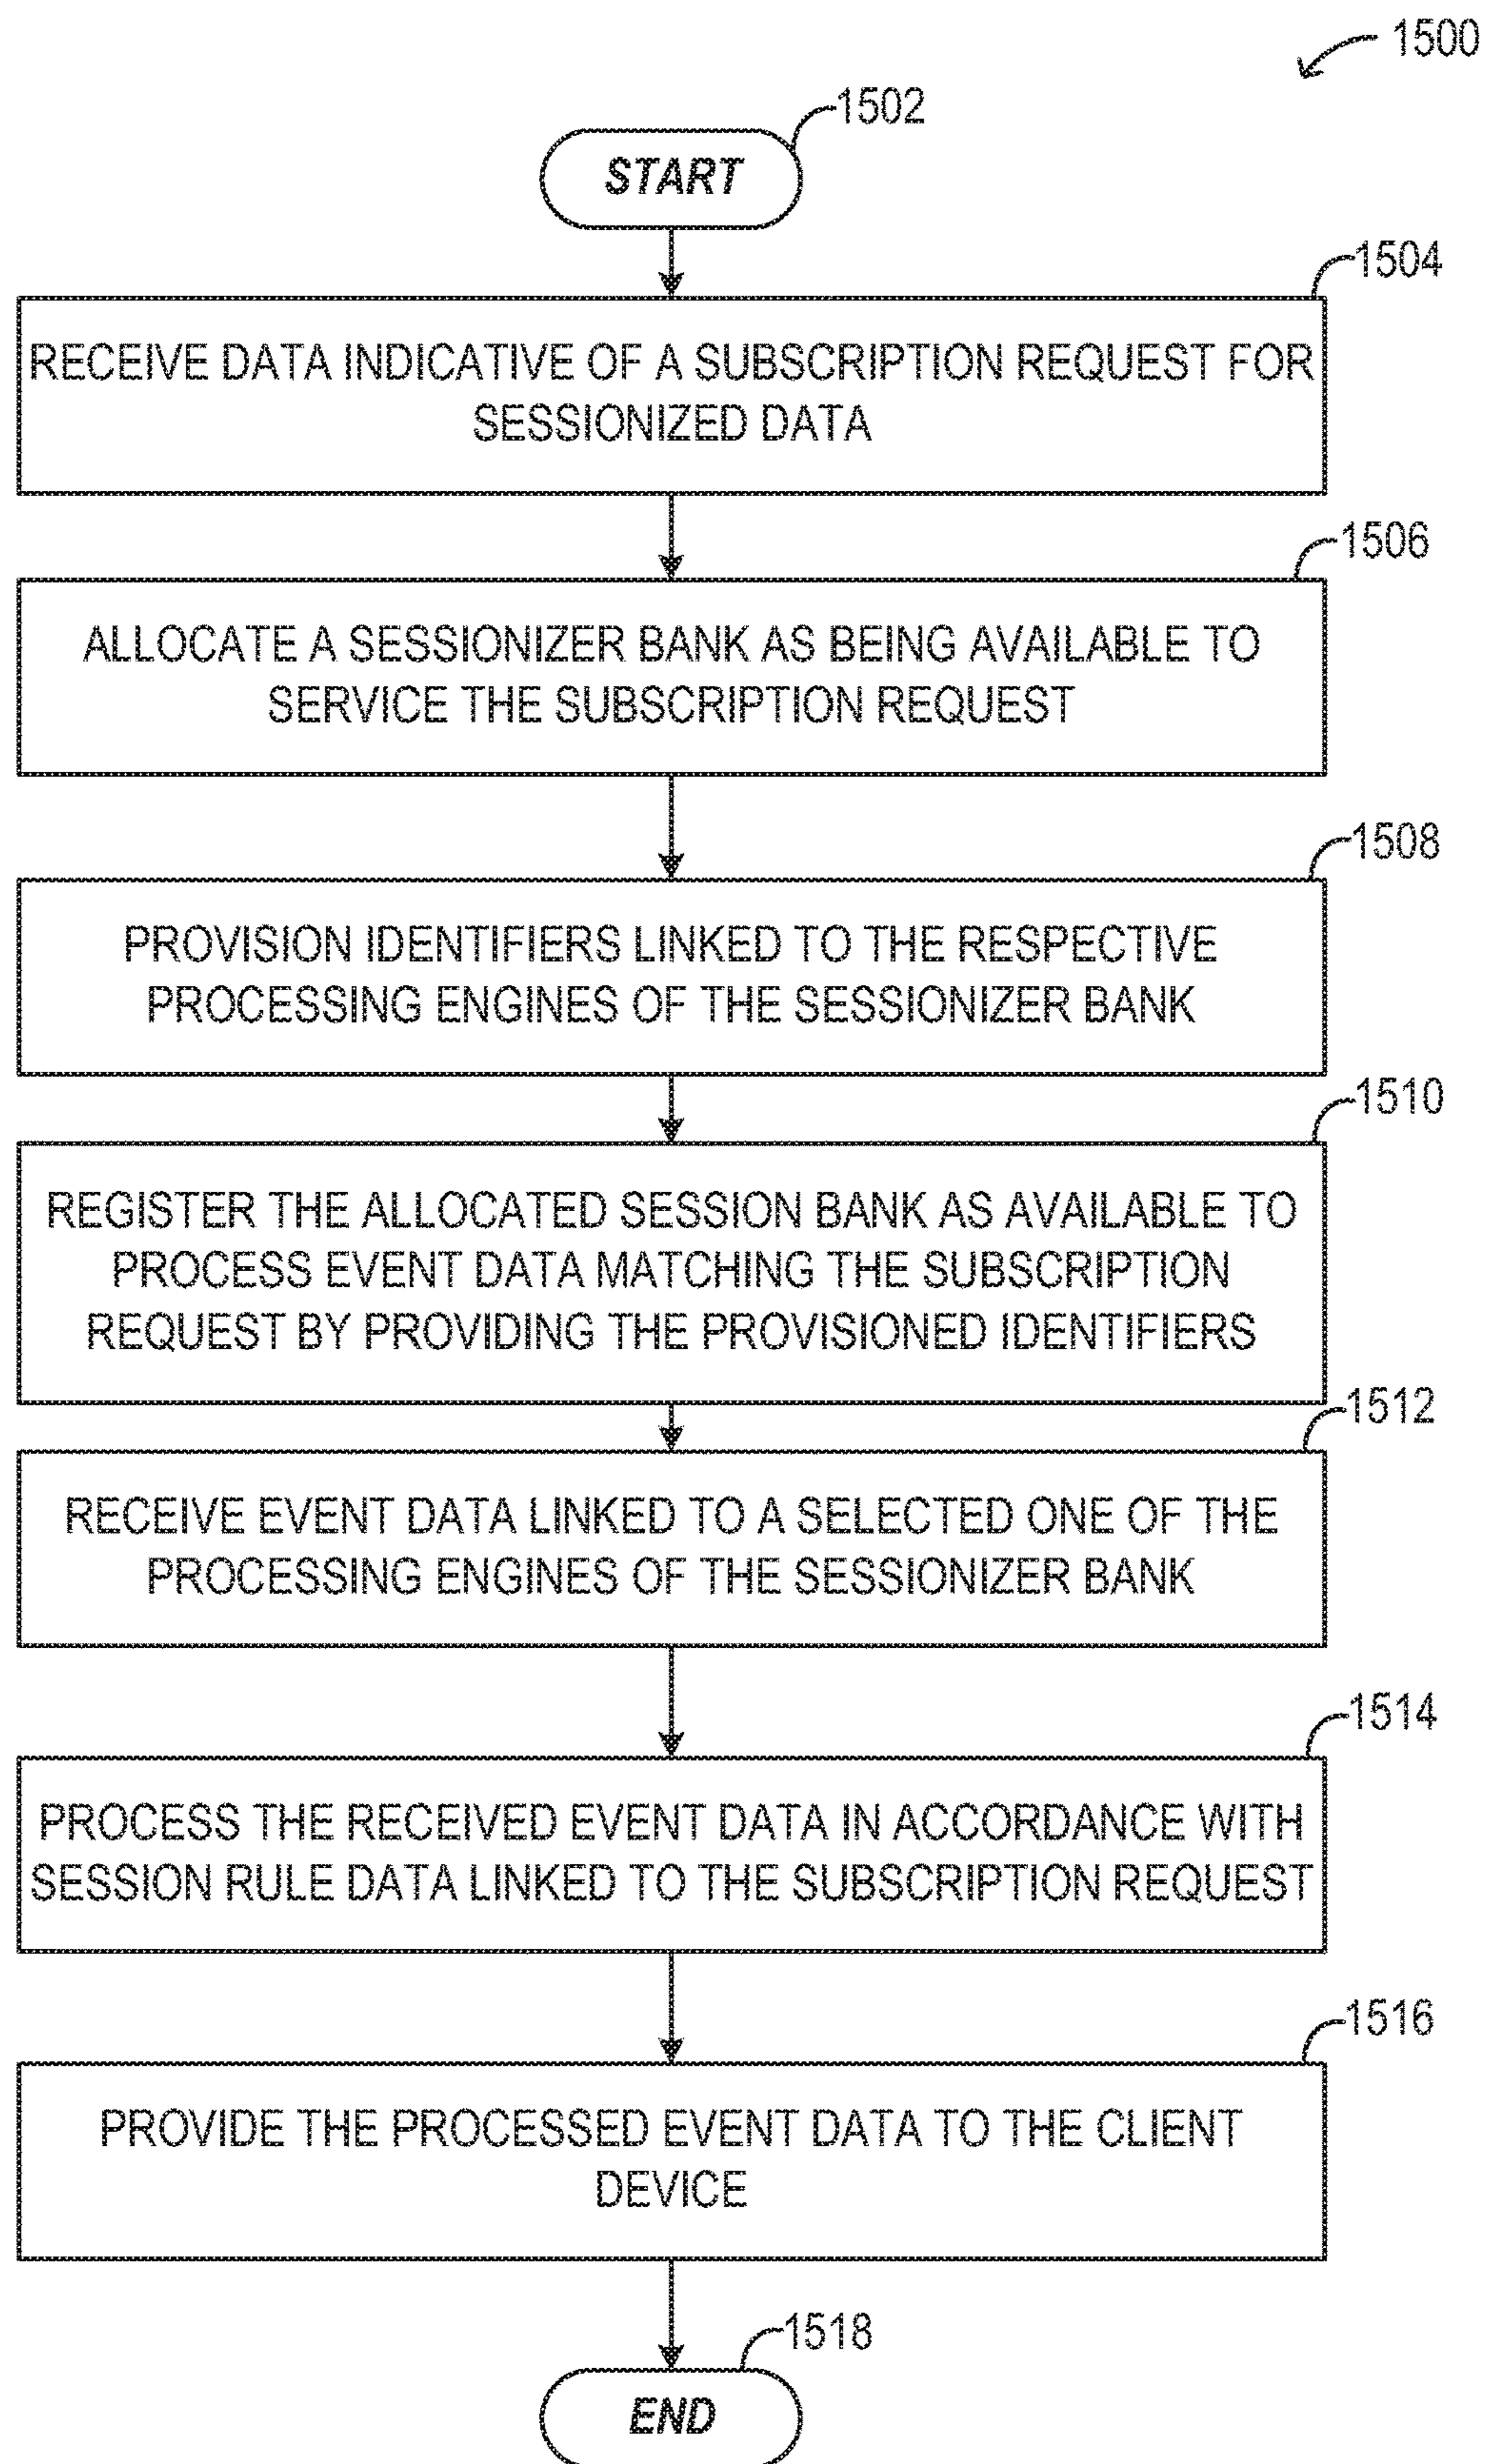 1500
1502
START
1504
RECEIVE DATA INDICATIVE OF A SUBSCRIPTION REQUEST FOR
SESSIONIZED DATA
1506
ALLOCATE A SESSIONIZER BANK AS BEING AVAILABLE TO
SERVICE THE SUBSCRIPTION REQUEST
1508
PROVISION IDENTIFIERS LINKED TO THE RESPECTIVE
PROCESSING ENGINES OF THE SESSIONIZER BANK
1510
REGISTER THE ALLOCATED SESSION BANK AS AVAILABLE TO
PROCESS EVENT DATA MATCHING THE SUBSCRIPTION
REQUEST BY PROVIDING THE PROVISIONED IDENTIFIERS
1512
RECEIVE EVENT DATA LINKED TO A SELECTED ONE OF THE
PROCESSING ENGINES OF THE SESSIONIZER BANK
1514
PROCESS THE RECEIVED EVENT DATA IN ACCORDANCE WITH
SESSION RULE DATA LINKED TO THE SUBSCRIPTION REQUEST
1516
PROVIDE THE PROCESSED EVENT DATA TO THE CLIENT
DEVICE
1518
END